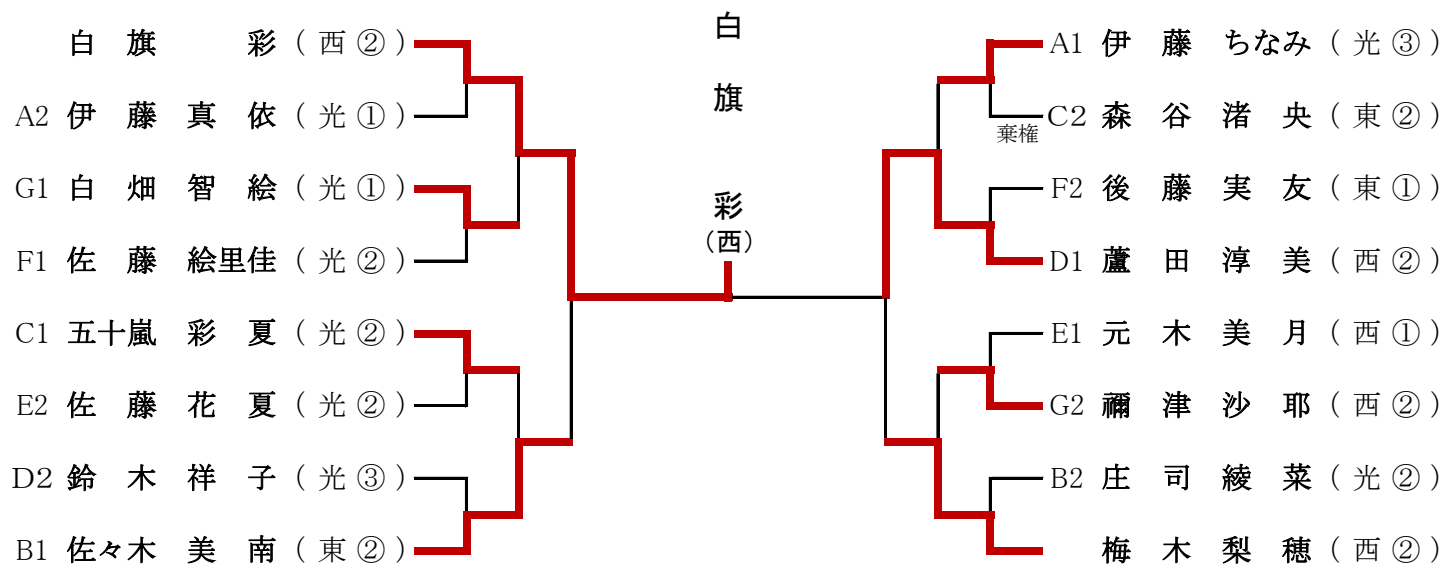 白旗 彩 ( 西 ② )
A2 伊藤真依 ( 光 ① )
G1 白畑智絵 ( 光 ① )
F1 佐藤絵里佳 ( 光 ② )
C1 五十嵐彩夏 ( 光 ② )
E2 佐藤花夏 ( 光 ② )
D2 鈴木祥子 ( 光 ③ )
B1 佐々木美南 ( 東 ② )
白旗 彩
(西)
A1 伊藤ちなみ ( 光 ③ )
C2 森谷渚央 ( 東 ② )
棄権
F2 後藤実友 ( 東 ① )
D1 蘆田淳美 ( 西 ② )
E1 元木美月 ( 西 ① )
G2 禰津沙耶 ( 西 ② )
B2 庄司綾菜 ( 光 ② )
梅木梨穂 ( 西 ② )